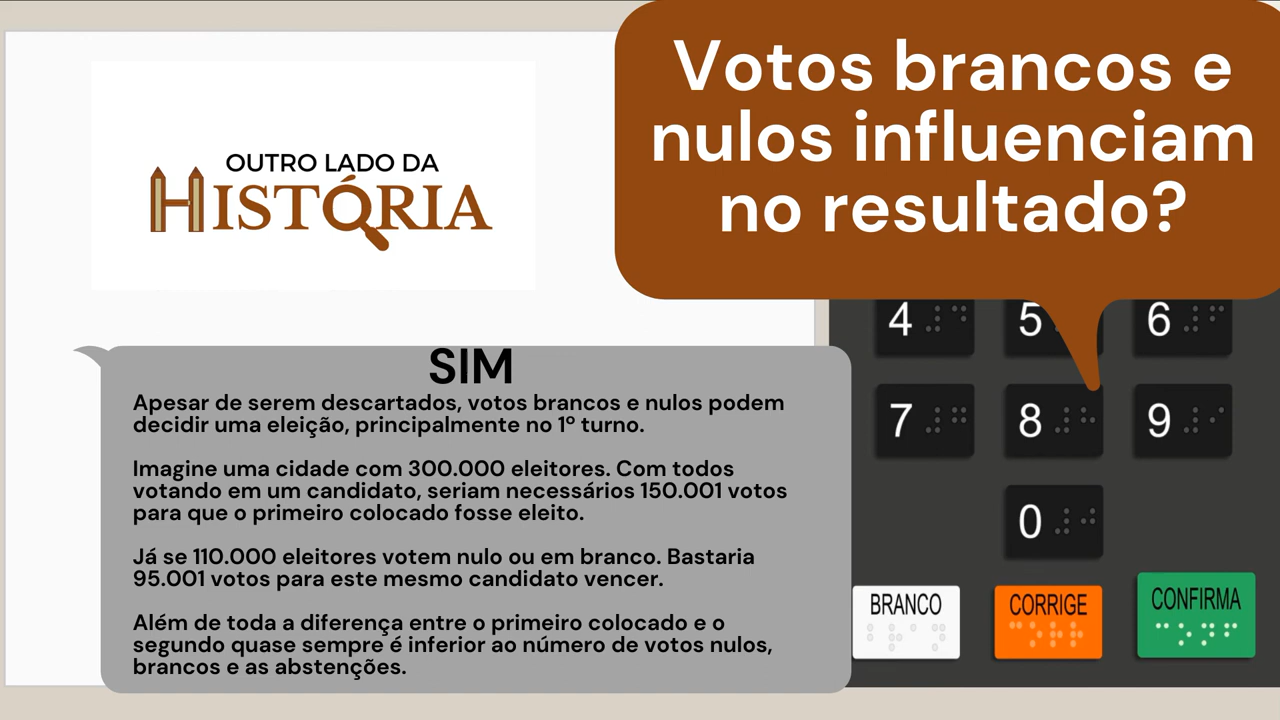 OUTRO LADO DA
HISTÓRIA
Votos brancos e
nulos influenciam
no resultado?
SIM
Apesar de serem descartados, votos brancos e nulos podem
decidir uma eleição, principalmente no 1º turno.
Imagine uma cidade com 300.000 eleitores. Com todos
votando em um candidato, seriam necessários 150.001 votos
para que o primeiro colocado fosse eleito.
Já se 110.000 eleitores votem nulo ou em branco. Bastaria
95.001 votos para este mesmo candidato vencer.
Além de toda a diferença entre o primeiro colocado e o
segundo quase sempre é inferior ao número de votos nulos,
brancos e as abstenções.
4 5 6
7 8 9
0
BRANCO CORRIGE CONFIRMA